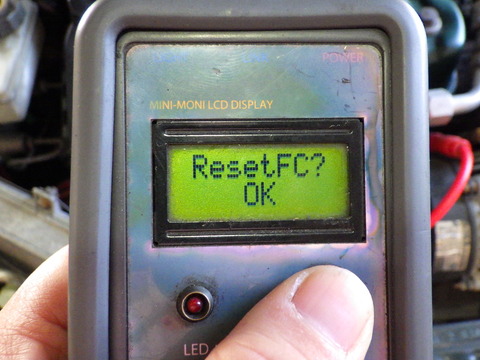 POWER
MINI-MONI LCD DISPLAY
ResetFC?
OK
LED